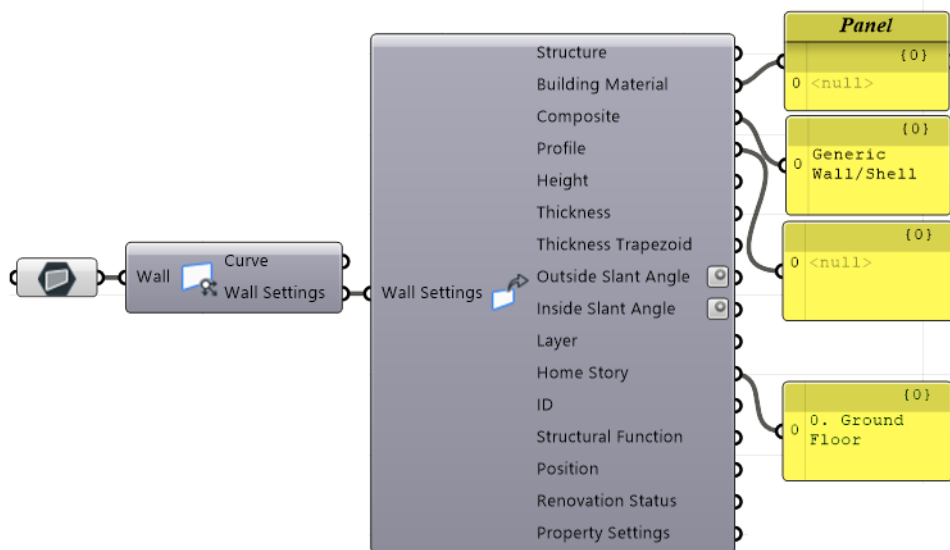 Panel
{0}
0 <null>
{0}
0 Generic
Wall/Shell
{0}
0 <null>
{0}
0 0. Ground
Floor
Wall
Curve
Wall Settings
Wall Settings
Structure
Building Material
Composite
Profile
Height
Thickness
Thickness Trapezoid
Outside Slant Angle
Inside Slant Angle
Layer
Home Story
ID
Structural Function
Position
Renovation Status
Property Settings